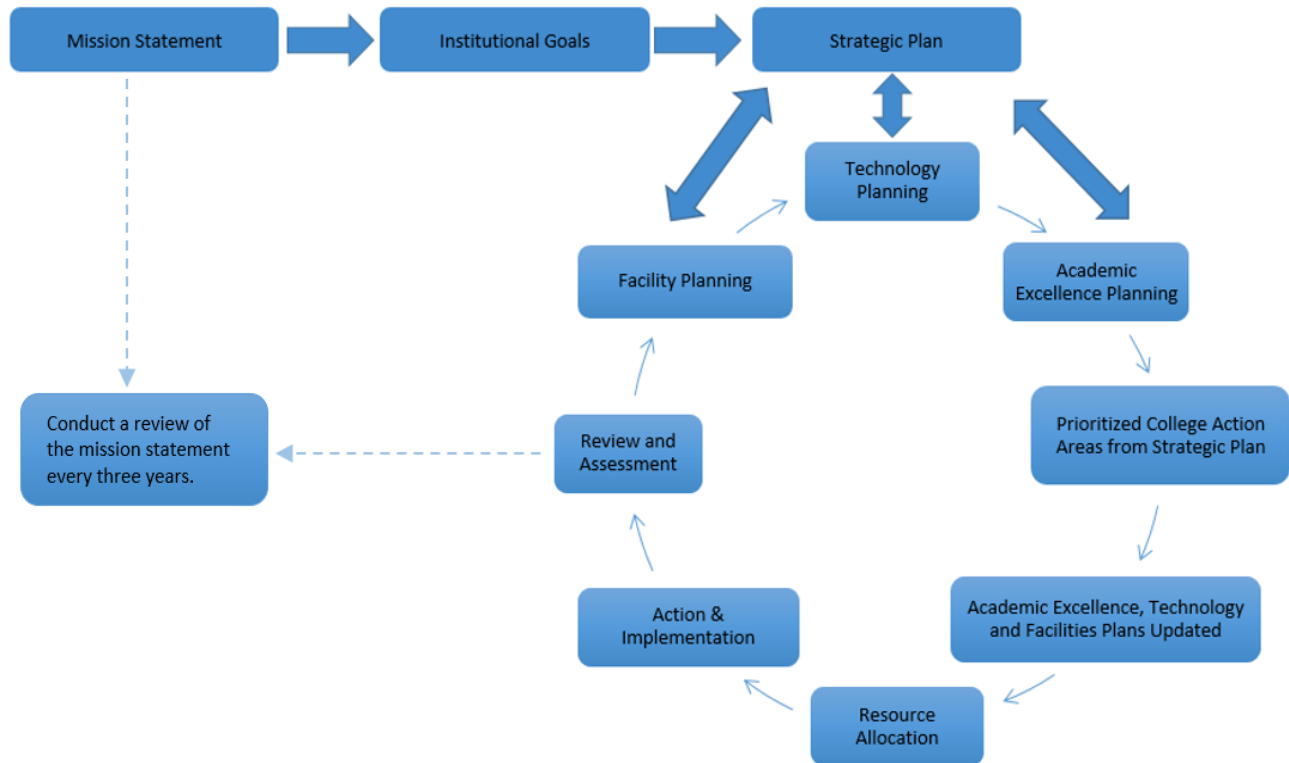 Mission Statement
Institutional Goals
Strategic Plan
Technology
Planning
Facility Planning
Academic
Excellence Planning
Conduct a review of
the mission statement
every three years.
Review and
Assessment
Prioritized College Action
Areas from Strategic Plan
Action &
Implementation
Academic Excellence, Technology
and Facilities Plans Updated
Resource
Allocation